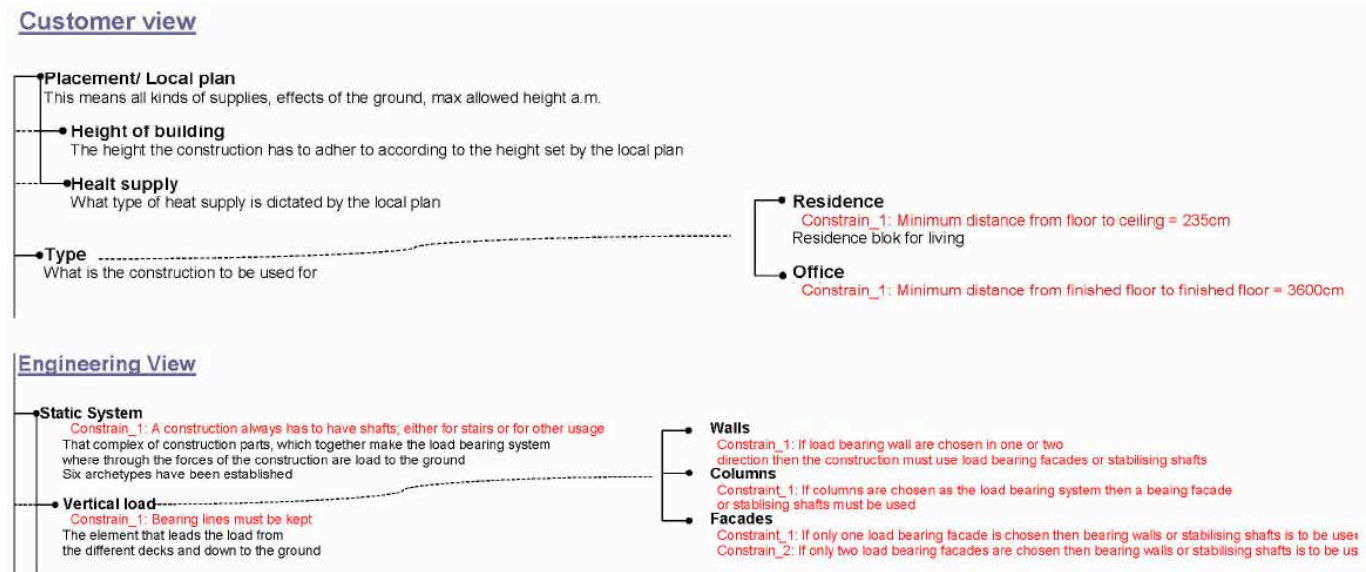 Customer view
Placement/ Local plan
This means all kinds of supplies, effects of the ground, max allowed height a.m.
Height of building
The height the construction has to adher to according to the height set by the local plan
Healt supply
What type of heat supply is dictated by the local plan
Type
What is the construction to be used for
Residence
Constrain_1: Minimum distance from floor to ceiling = 235cm
Residence blok for living
Office
Constrain_1: Minimum distance from finished floor to finished floor = 3600cm
Engineering View
Static System
Constrain_1: A construction always has to have shafts; either for stairs or for other usage
That complex of construction parts, which together make the load bearing system
where through the forces of the construction are load to the ground
Six archetypes have been established
Vertical load
Constrain_1: Bearing lines must be kept
The element that leads the load from
the different decks and down to the ground
Walls
Constrain_1: If load bearing wall are chosen in one or two
direction then the construction must use load bearing facades or stabilising shafts
Columns
Constraint_1: If columns are chosen as the load bearing system then a beaing facade
or stablising shafts must be used
Facades
Constraint_1: If only one load bearing facade is chosen then bearing walls or stabilising shafts is to be use
Constrain_2: If only two load bearing facades are chosen then bearing walls or stabilising shafts is to be us